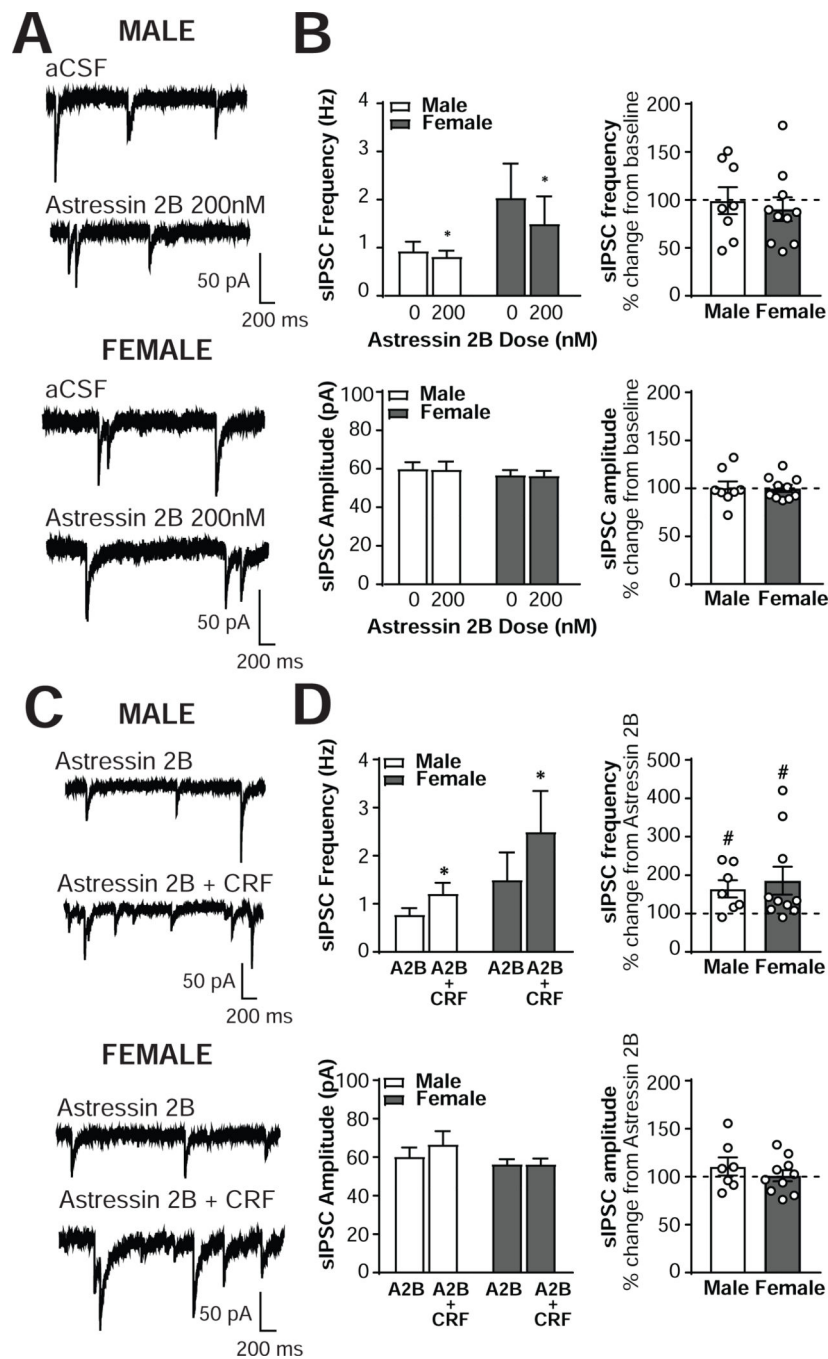 A
MALE
aCSF
Astressin 2B 200nM
50 pA
200 ms
FEMALE
aCSF
Astressin 2B 200nM
50 pA
200 ms
B
sIPSC Frequency (Hz)
4
3
2
1
0
Male
Female
*
*
0 200 0 200
Astressin 2B Dose (nM)
sIPSC frequency
% change from baseline
200
150
100
50
0
Male Female
sIPSC Amplitude (pA)
100
80
60
40
20
0
Male
Female
0 200 0 200
Astressin 2B Dose (nM)
sIPSC amplitude
% change from baseline
200
150
100
50
0
Male Female
C
MALE
Astressin 2B
Astressin 2B + CRF
50 pA
200 ms
FEMALE
Astressin 2B
Astressin 2B + CRF
50 pA
200 ms
D
sIPSC Frequency (Hz)
4
3
2
1
0
Male
Female
*
*
A2B A2B A2B A2B
+ +
CRF CRF
sIPSC frequency
% change from Astressin 2B
500
400
300
200
100
0
#
#
Male Female
sIPSC Amplitude (pA)
100
80
60
40
20
0
Male
Female
A2B A2B A2B A2B
+ +
CRF CRF
sIPSC amplitude
% change from Astressin 2B
200
150
100
50
0
Male Female